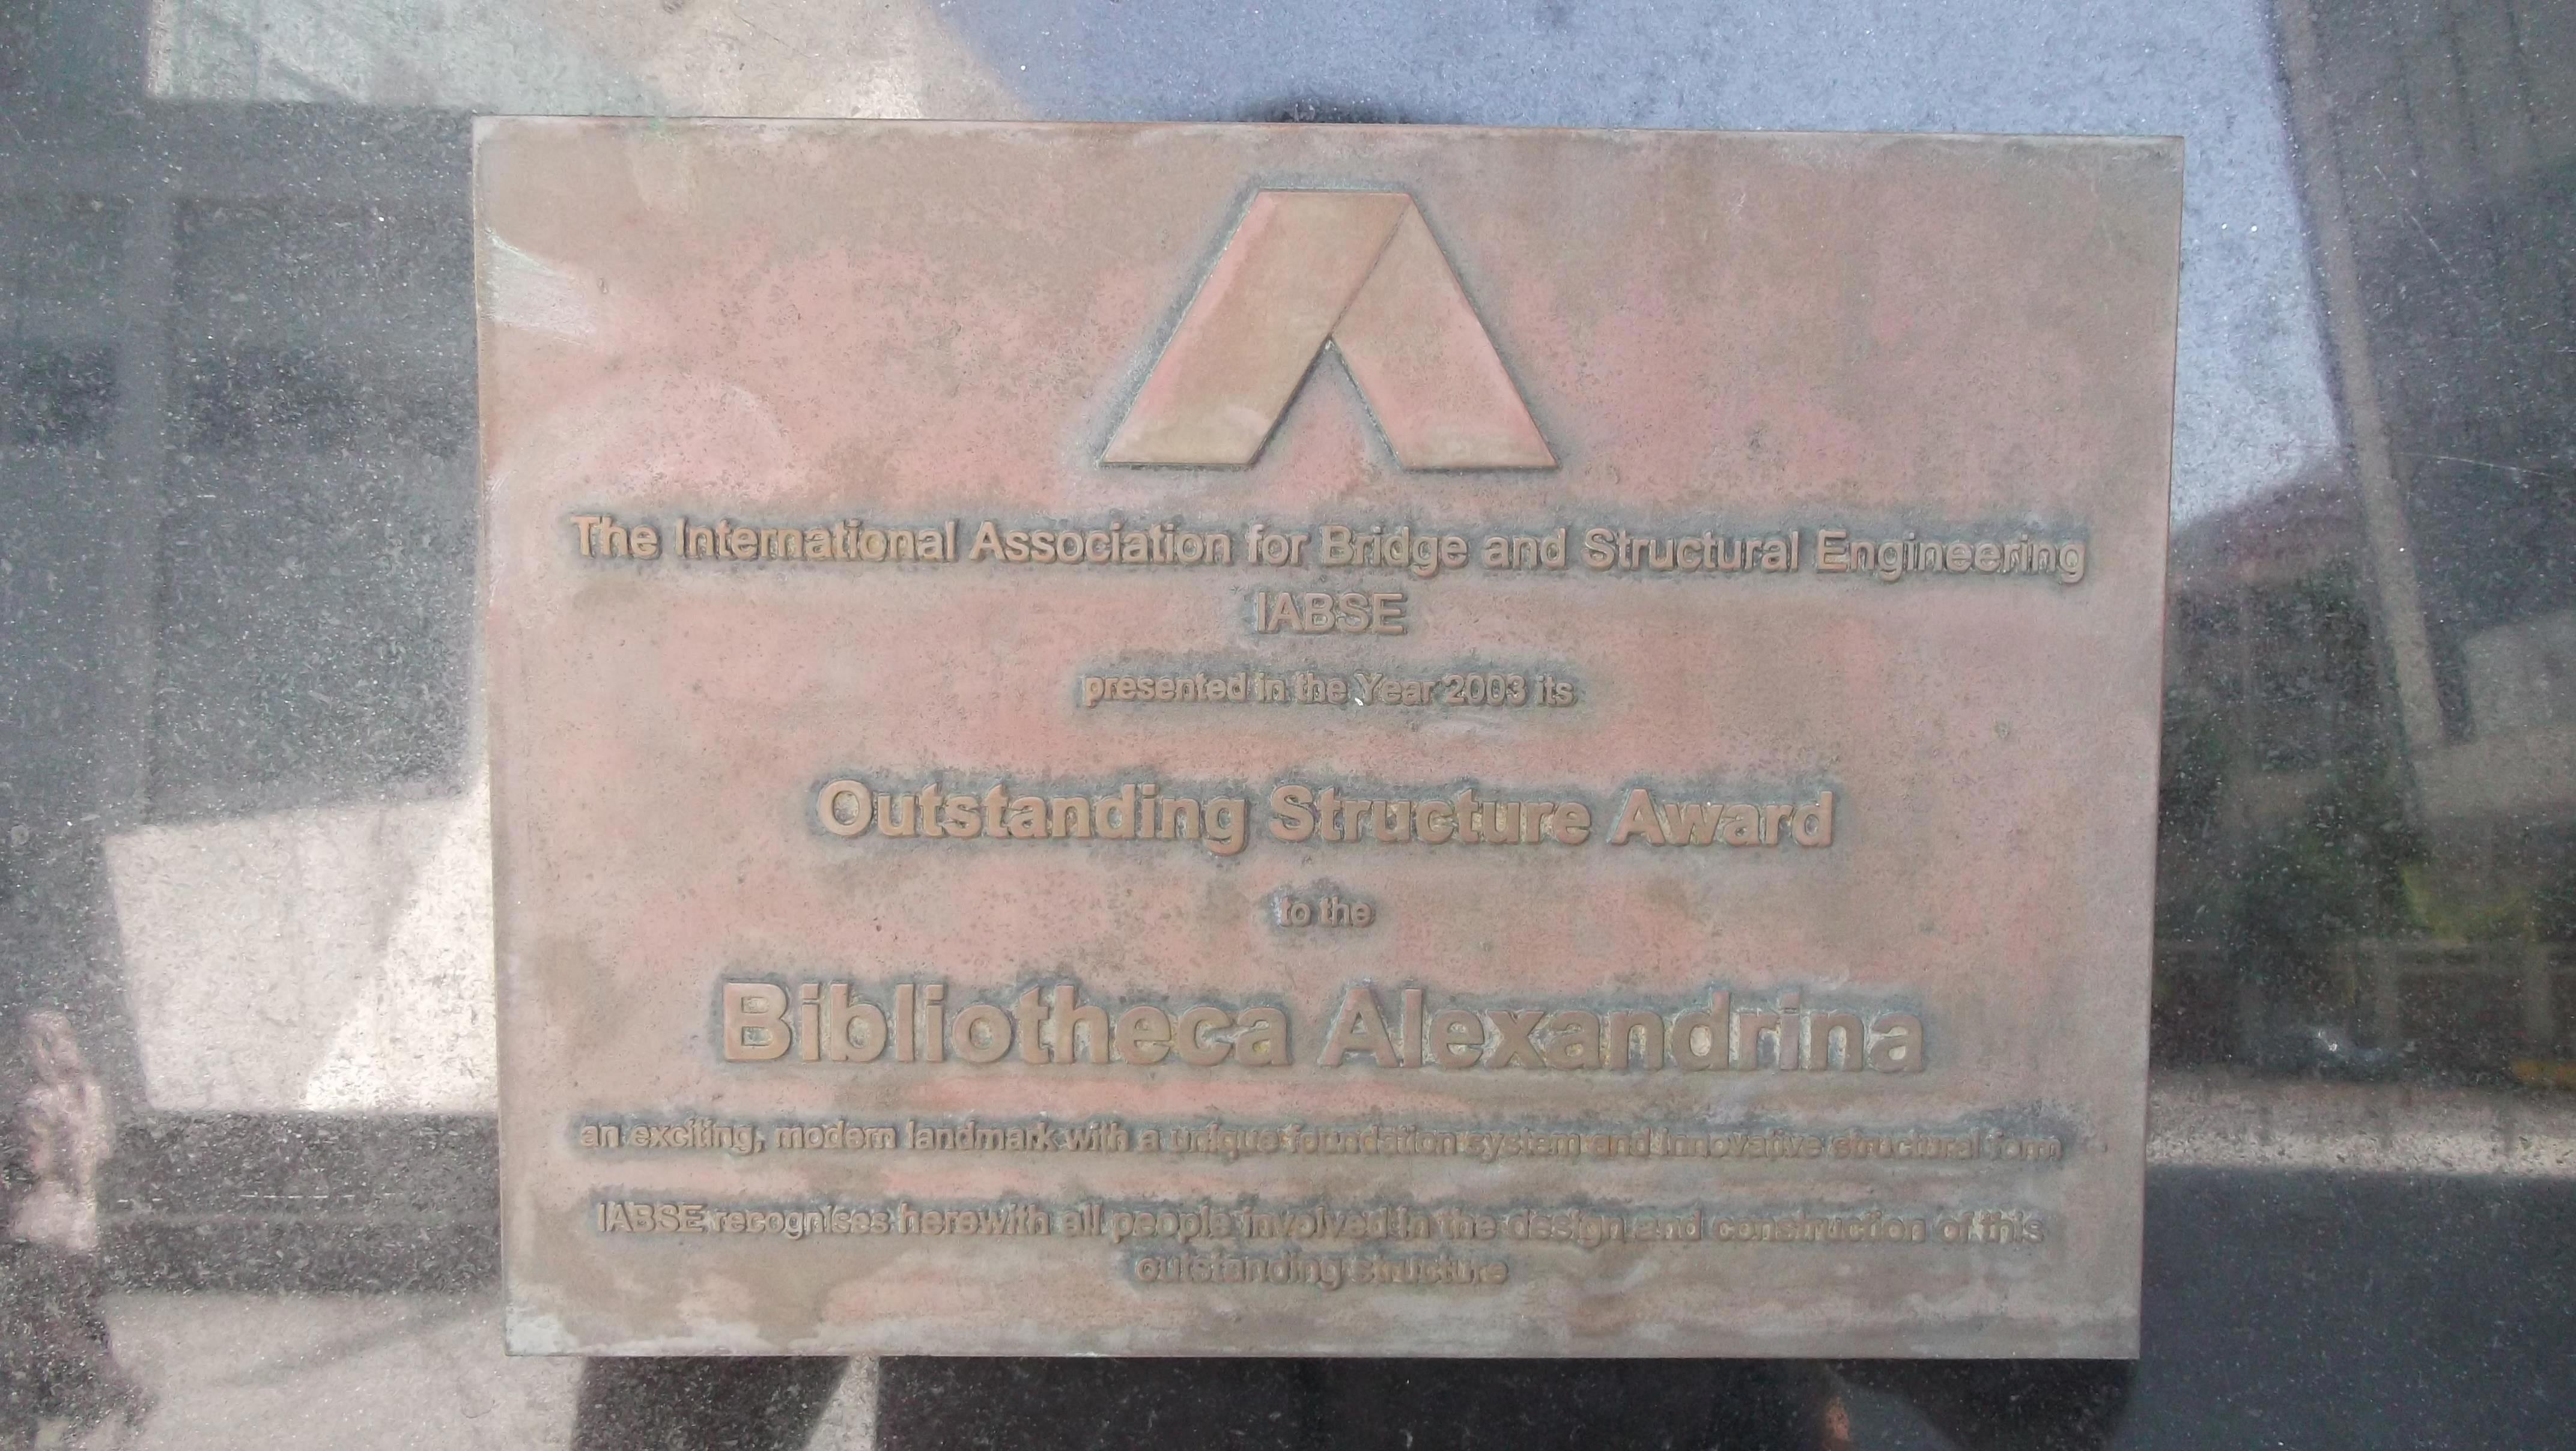 The International Association for Bridge and Structural Engineering
IABSE
presented in the Year 2003 its
Outstanding Structure Award
to the
Bibliotheca Alexandrina
an exciting, modern landmark with a unique foundation system and innovative structural form
IABSE recognises herewith all people involved in the design and construction of this
outstanding structure